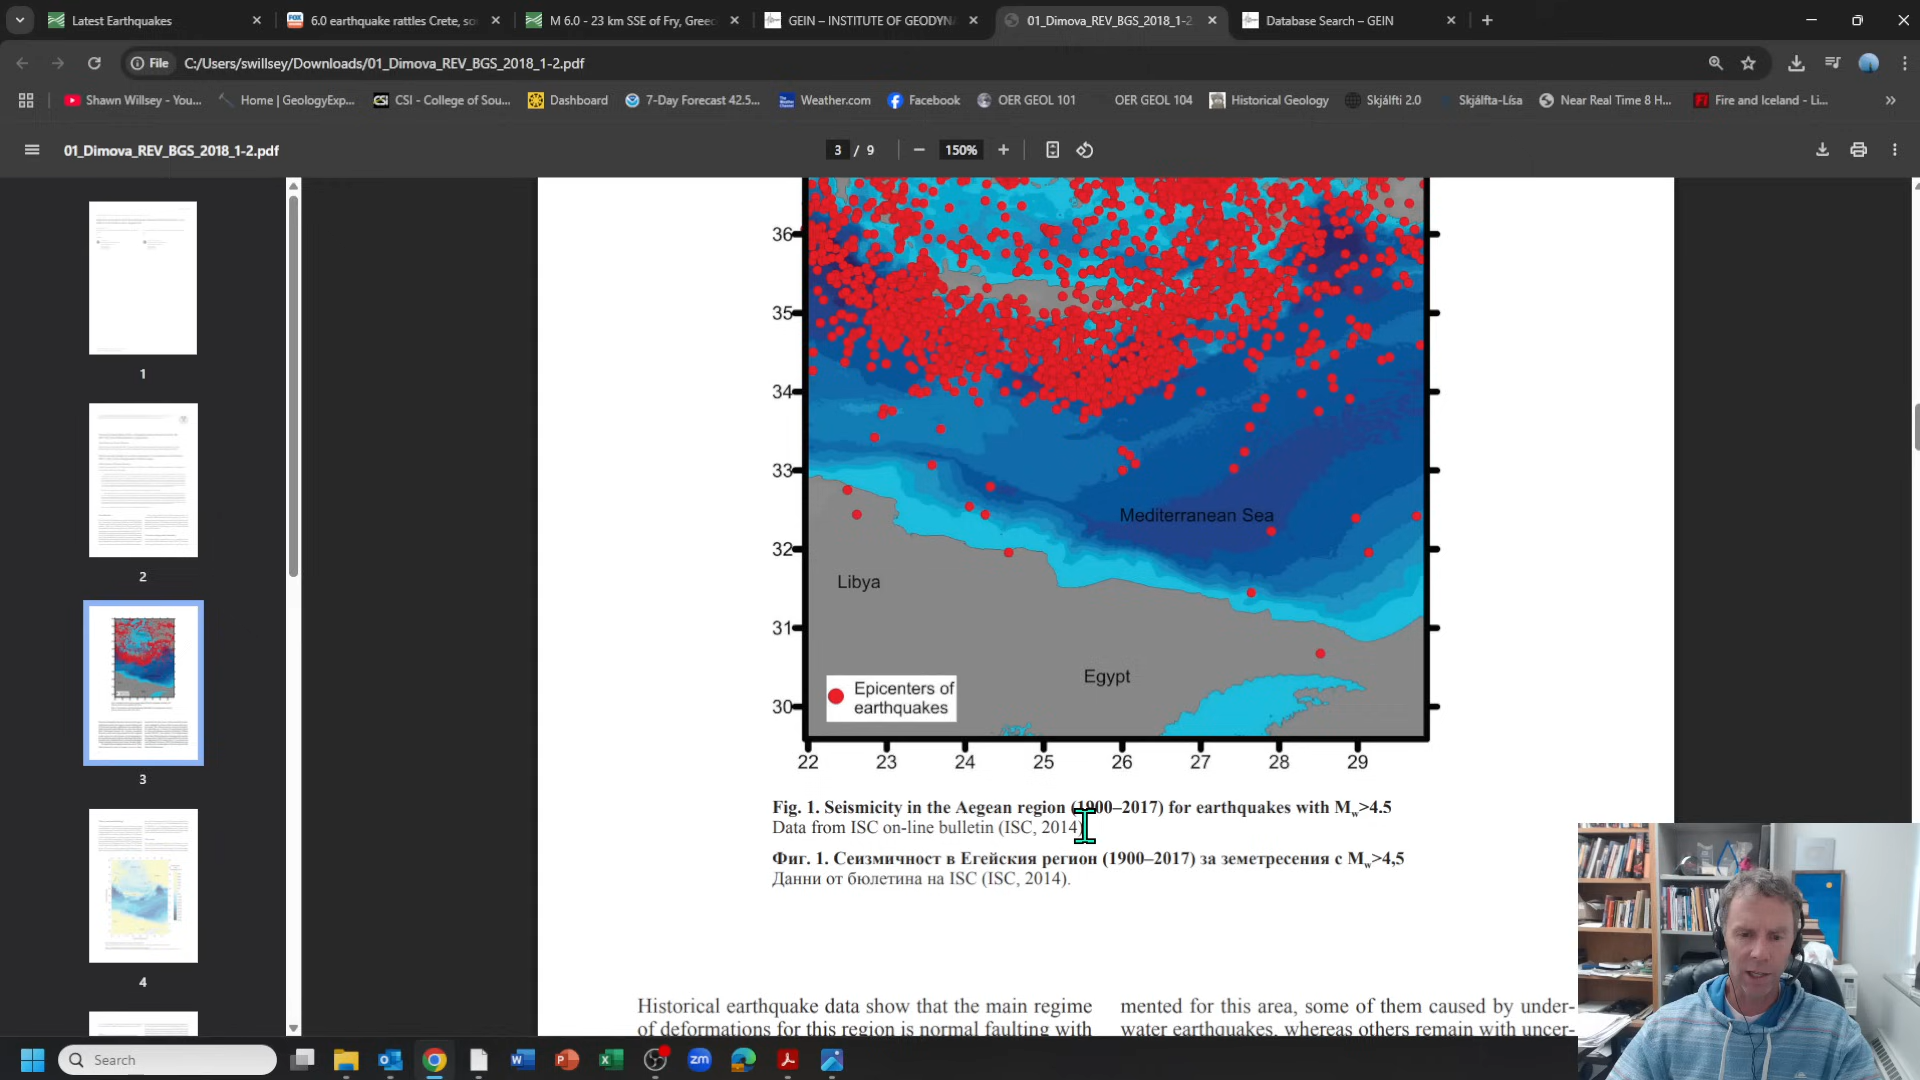 Latest Earthquakes
6.0 earthquake rattles Crete, so
M 6.0 - 23 km SSE of Fry, Greec
GEIN – INSTITUTE OF GEODYNA
01_Dimova_REV_BGS_2018_1-2
Database Search – GEIN
File
C:/Users/swillsey/Downloads/01_Dimova_REV_BGS_2018_1-2.pdf
Shawn Willsey - You...
Home | GeologyExp...
CSI - College of Sou...
Dashboard
7-Day Forecast 42.5...
Weather.com
Facebook
OER GEOL 101
OER GEOL 104
Historical Geology
Skjálfti 2.0
Skjálfta-Lísa
Near Real Time 8 H...
Fire and Iceland - Li...
01_Dimova_REV_BGS_2018_1-2.pdf
3 / 9
150%
1
2
3
4
36
35
34
33
32
31
30
Mediterranean Sea
Libya
Egypt
Epicenters of
earthquakes
22 23 24 25 26 27 28 29
Fig. 1. Seismicity in the Aegean region (1900–2017) for earthquakes with Mw>4.5
Data from ISC on-line bulletin (ISC, 2014)
Фиг. 1. Сеизмичност в Егейския регион (1900–2017) за земетресения с Mw>4,5
Данни от бюлетина на ISC (ISC, 2014).
Historical earthquake data show that the main regime
of deformations for this region is normal faulting with
mented for this area, some of them caused by under-
water earthquakes, whereas others remain with uncer-
Search